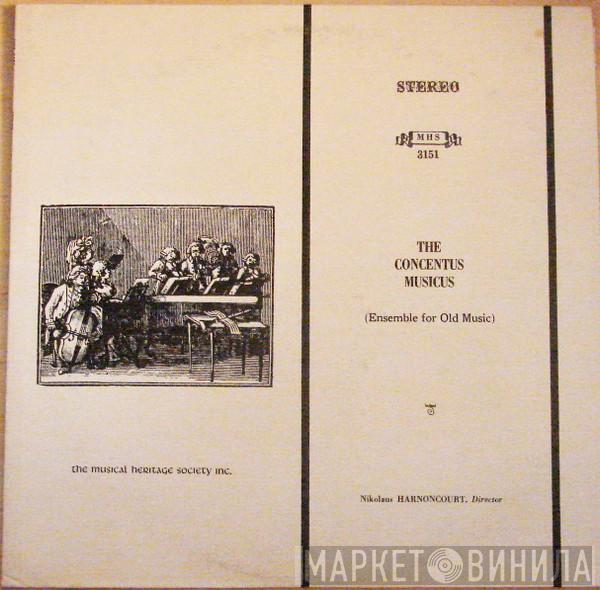 STEREO
MHS
3151
THE
CONCENTUS
MUSICUS
(Ensemble for Old Music)
the musical heritage society inc.
Nikolaus HARNONCOURT, Director
МАРКЕТ ВИНИЛА